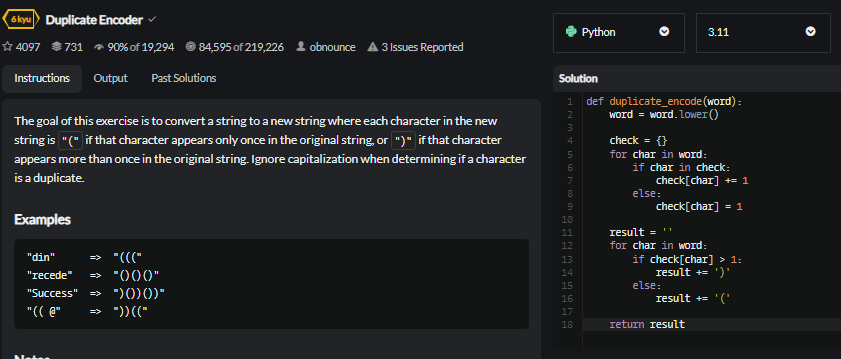 6 kyu Duplicate Encoder
4097 731 90% of 19,294 84,595 of 219,226 obnounce 3 Issues Reported
Instructions Output Past Solutions
The goal of this exercise is to convert a string to a new string where each character in the new
string is "(" if that character appears only once in the original string, or ")" if that character
appears more than once in the original string. Ignore capitalization when determining if a character
is a duplicate.
Examples
"din" => "((("
"recede" => "()()()"
"Success" => ")())())"
"(( @" => "))(("
Notes
Python 3.11
Solution
1 def duplicate_encode(word):
2 word = word.lower()
3
4 check = {}
5 for char in word:
6 if char in check:
7 check[char] += 1
8 else:
9 check[char] = 1
10
11 result = ''
12 for char in word:
13 if check[char] > 1:
14 result += ')'
15 else:
16 result += '('
17
18 return result